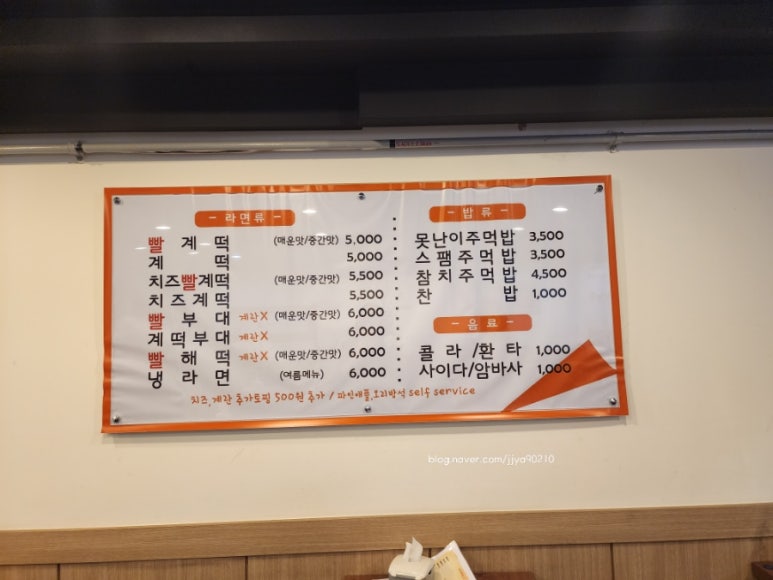 - 라면류 -
빨 계 떡 (매운맛/중간맛) 5,000
계 떡 5,000
치즈빨계떡 (매운맛/중간맛) 5,500
치즈계떡 5,500
빨 부 대 계란X (매운맛/중간맛) 6,000
계떡부대 계란X 6,000
빨 해 떡 계란X (매운맛/중간맛) 6,000
냉 라 면 (여름메뉴) 6,000
- 밥 류 -
못난이주먹밥 3,500
스팸주먹밥 3,500
참치주먹밥 4,500
찬 밥 1,000
- 음 료 -
콜 라 /환 타 1,000
사이다/암바사 1,000
치즈,계란 추가토핑 500원 추가 / 파인애플,오리방석 self service
blog.naver.com/jjya90210